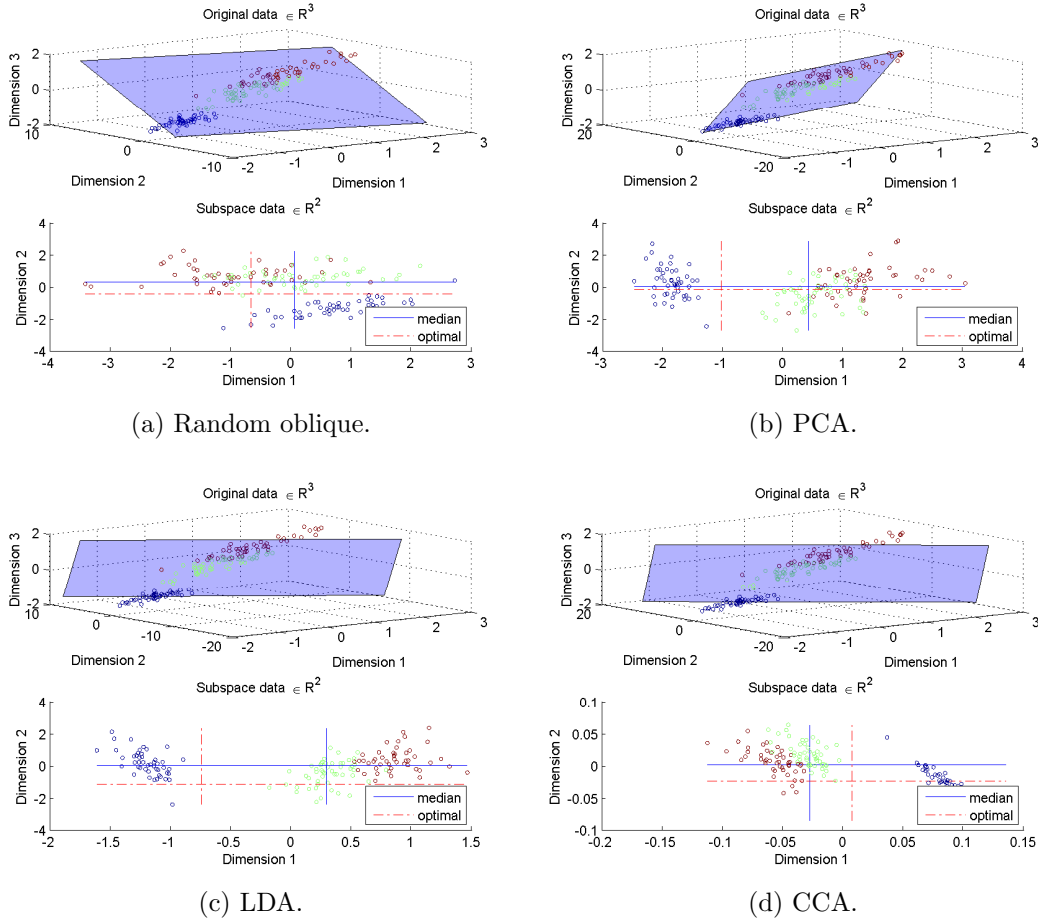 Original data ∈ R³
Dimension 3
2
0
-2
10
0
-10
-2
-1
0
1
2
3
Dimension 2
Dimension 1
Subspace data ∈ R²
Dimension 2
4
2
0
-2
-4
-4
-3
-2
-1
0
1
2
3
Dimension 1
median
optimal
(a) Random oblique.
Original data ∈ R³
Dimension 3
2
0
-2
20
0
-20
-2
-1
0
1
2
3
Dimension 2
Dimension 1
Subspace data ∈ R²
Dimension 2
4
2
0
-2
-4
-3
-2
-1
0
1
2
3
4
Dimension 1
median
optimal
(b) PCA.
Original data ∈ R³
Dimension 3
2
0
-2
0
-10
-20
-2
-1
0
1
2
3
Dimension 2
Dimension 1
Subspace data ∈ R²
Dimension 2
4
2
0
-2
-4
-1.5
-1
-0.5
0
0.5
1
1.5
Dimension 1
median
optimal
(c) LDA.
Original data ∈ R³
Dimension 3
2
0
-2
20
0
-20
-2
-1
0
1
2
3
Dimension 2
Dimension 1
Subspace data ∈ R²
Dimension 2
0.1
0.05
0
-0.05
-0.1
-0.2
-0.15
-0.1
-0.05
0
0.05
0.1
0.15
Dimension 1
median
optimal
(d) CCA.